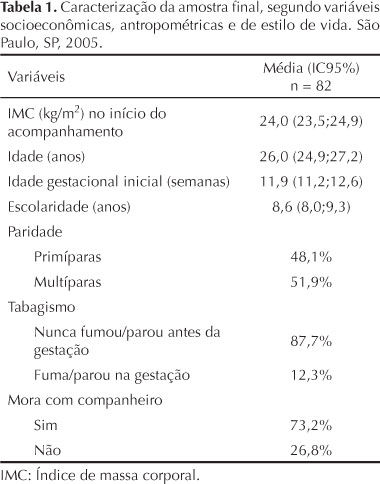 Tabela 1. Caracterização da amostra final, segundo variáveis
socioeconômicas, antropométricas e de estilo de vida. São
Paulo, SP, 2005.
Variáveis Média (IC95%)
n = 82
IMC (kg/m²) no início do
acompanhamento 24,0 (23,5;24,9)
Idade (anos) 26,0 (24,9;27,2)
Idade gestacional inicial (semanas) 11,9 (11,2;12,6)
Escolaridade (anos) 8,6 (8,0;9,3)
Paridade
Primíparas 48,1%
Multíparas 51,9%
Tabagismo
Nunca fumou/parou antes da
gestação 87,7%
Fuma/parou na gestação 12,3%
Mora com companheiro
Sim 73,2%
Não 26,8%
IMC: Índice de massa corporal.